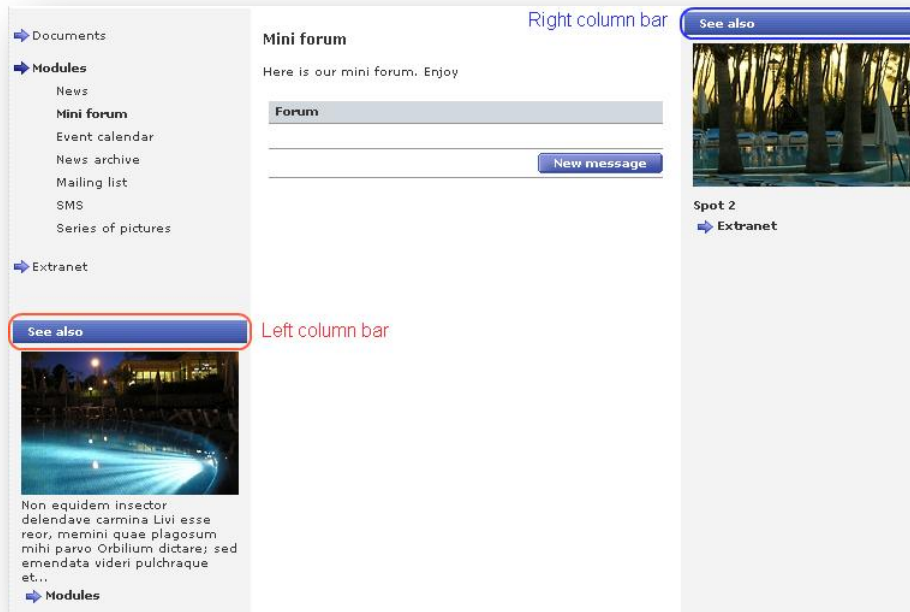 Documents
Modules
News
Mini forum
Event calendar
News archive
Mailing list
SMS
Series of pictures
Extranet
See also
Left column bar
Non equidem insector
delendave carmina Livi esse
reor, memini quae plagosum
mihi parvo Orbilium dictare; sed
emendata videri pulchraque
et...
Modules
Mini forum
Here is our mini forum. Enjoy
Forum
New message
Right column bar
See also
Spot 2
Extranet